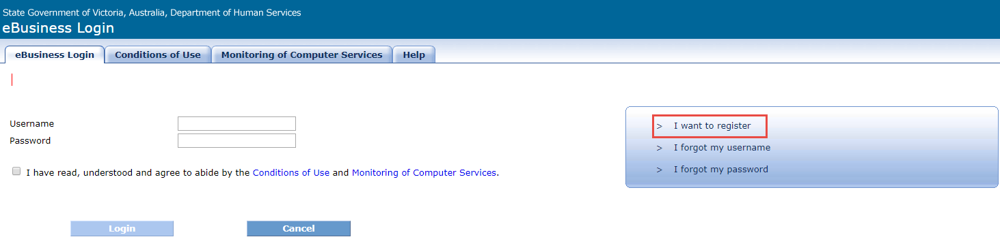 State Government of Victoria, Australia, Department of Human Services
eBusiness Login
eBusiness Login Conditions of Use Monitoring of Computer Services Help
Username
Password
I have read, understood and agree to abide by the Conditions of Use and Monitoring of Computer Services.
Login Cancel
> I want to register
> I forgot my username
> I forgot my password